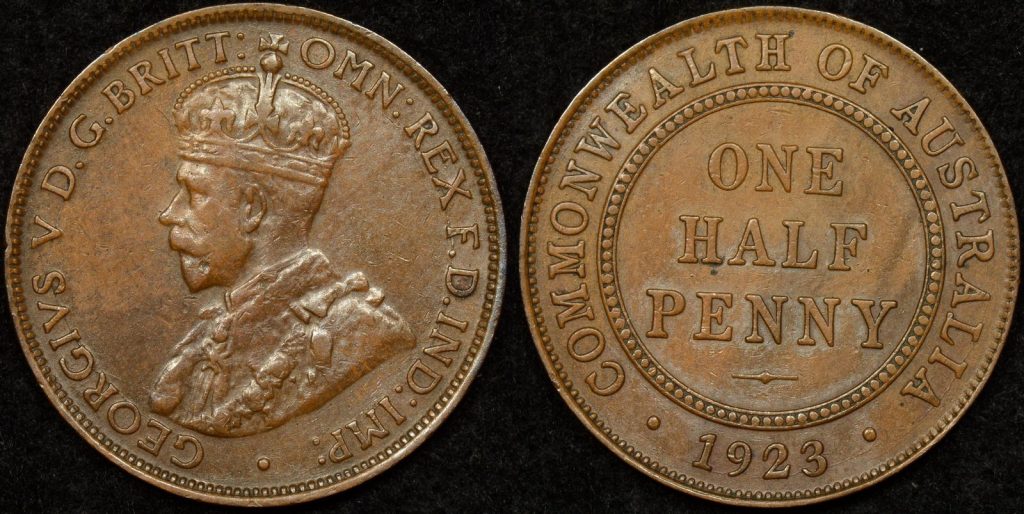 GEORGIVS V D.G.BRITT: OMN: REX F.D.IND: IMP:
COMMONWEALTH OF AUSTRALIA
ONE
HALF
PENNY
1923